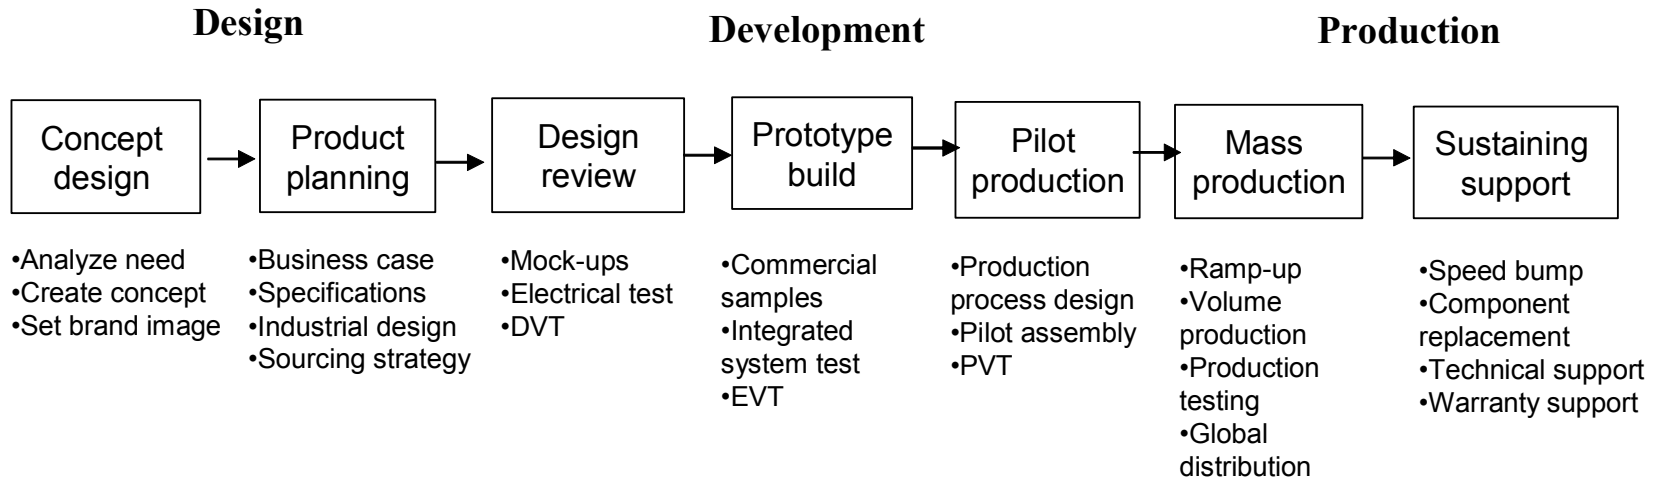 Design
Development
Production
Concept
design
Product
planning
Design
review
Prototype
build
Pilot
production
Mass
production
Sustaining
support
•Analyze need
•Create concept
•Set brand image
•Business case
•Specifications
•Industrial design
•Sourcing strategy
•Mock-ups
•Electrical test
•DVT
•Commercial
samples
•Integrated
system test
•EVT
•Production
process design
•Pilot assembly
•PVT
•Ramp-up
•Volume
production
•Production
testing
•Global
distribution
•Speed bump
•Component
replacement
•Technical support
•Warranty support